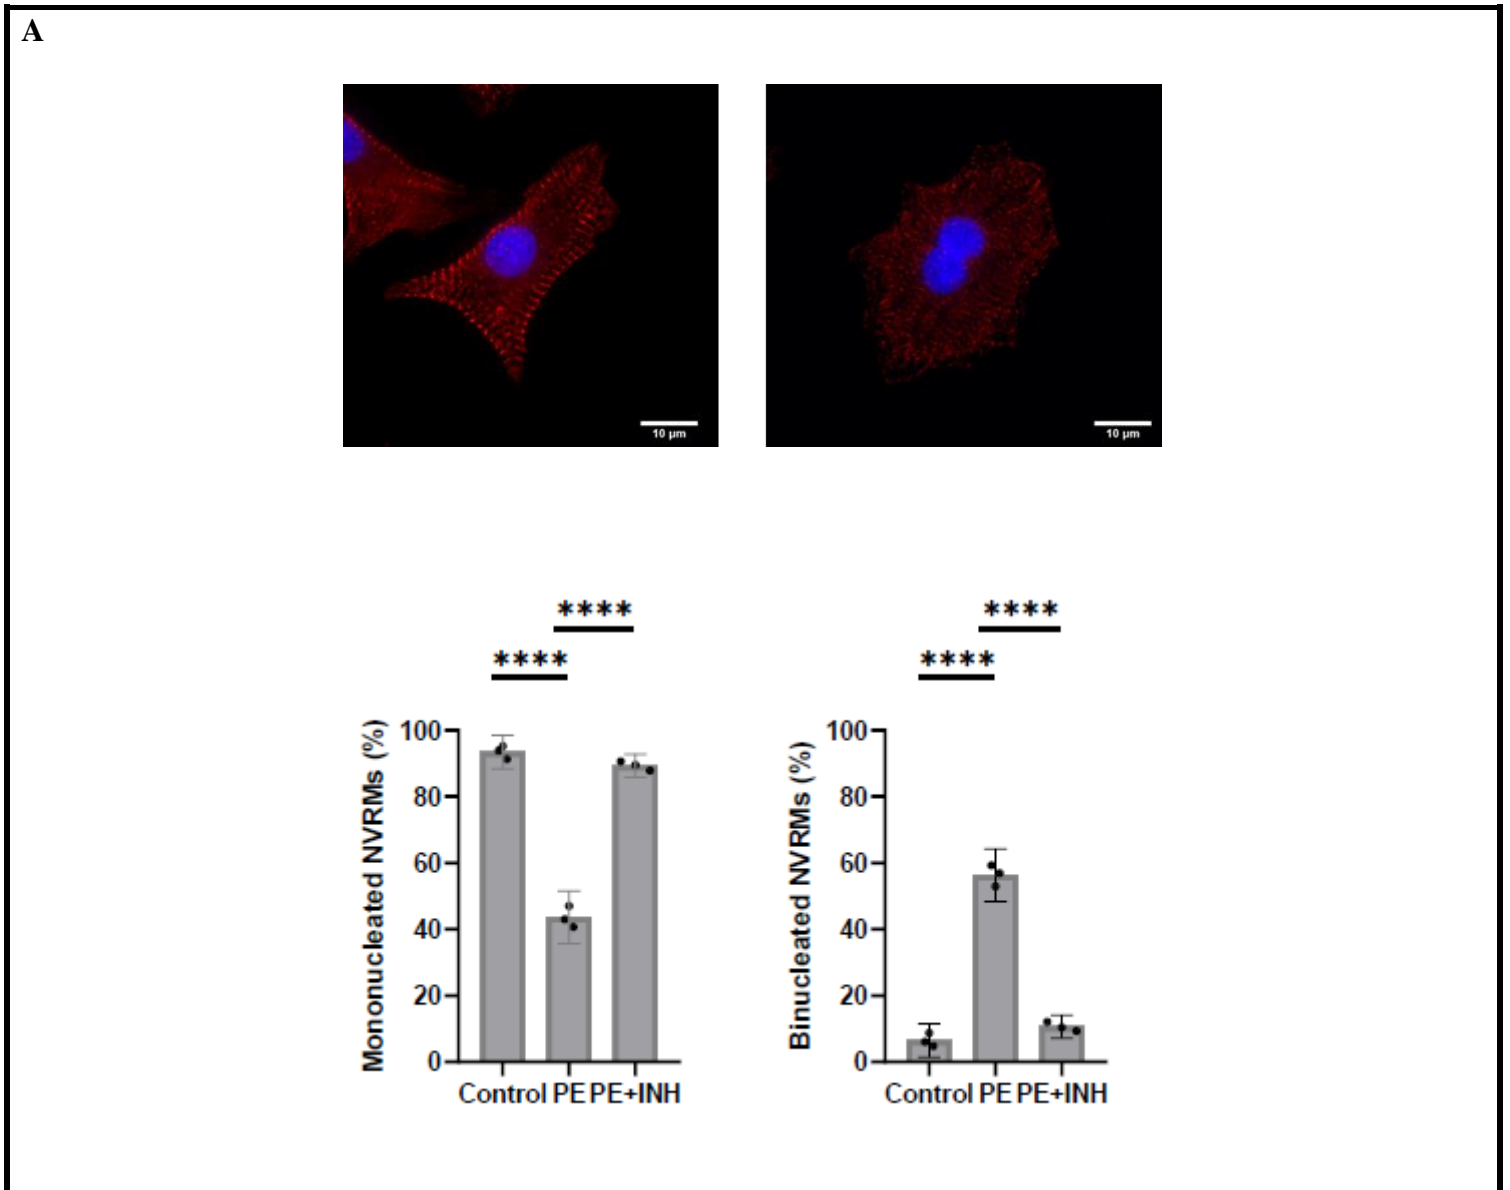 A
10 µm
10 µm
**** ****
**** ****
Mononucleated NVRMs (%)
100
80
60
40
20
0
Control PE PE+INH
Binucleated NVRMs (%)
100
80
60
40
20
0
Control PE PE+INH